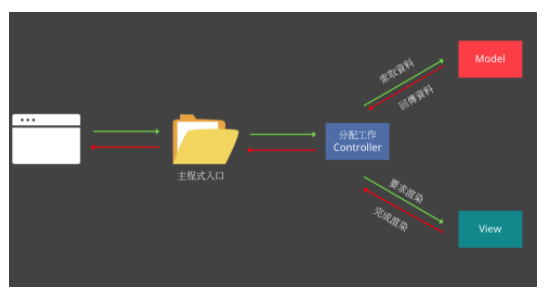 索取資料
Model
回傳資料
分配工作
Controller
主程式入口
要求渲染
完成渲染
View